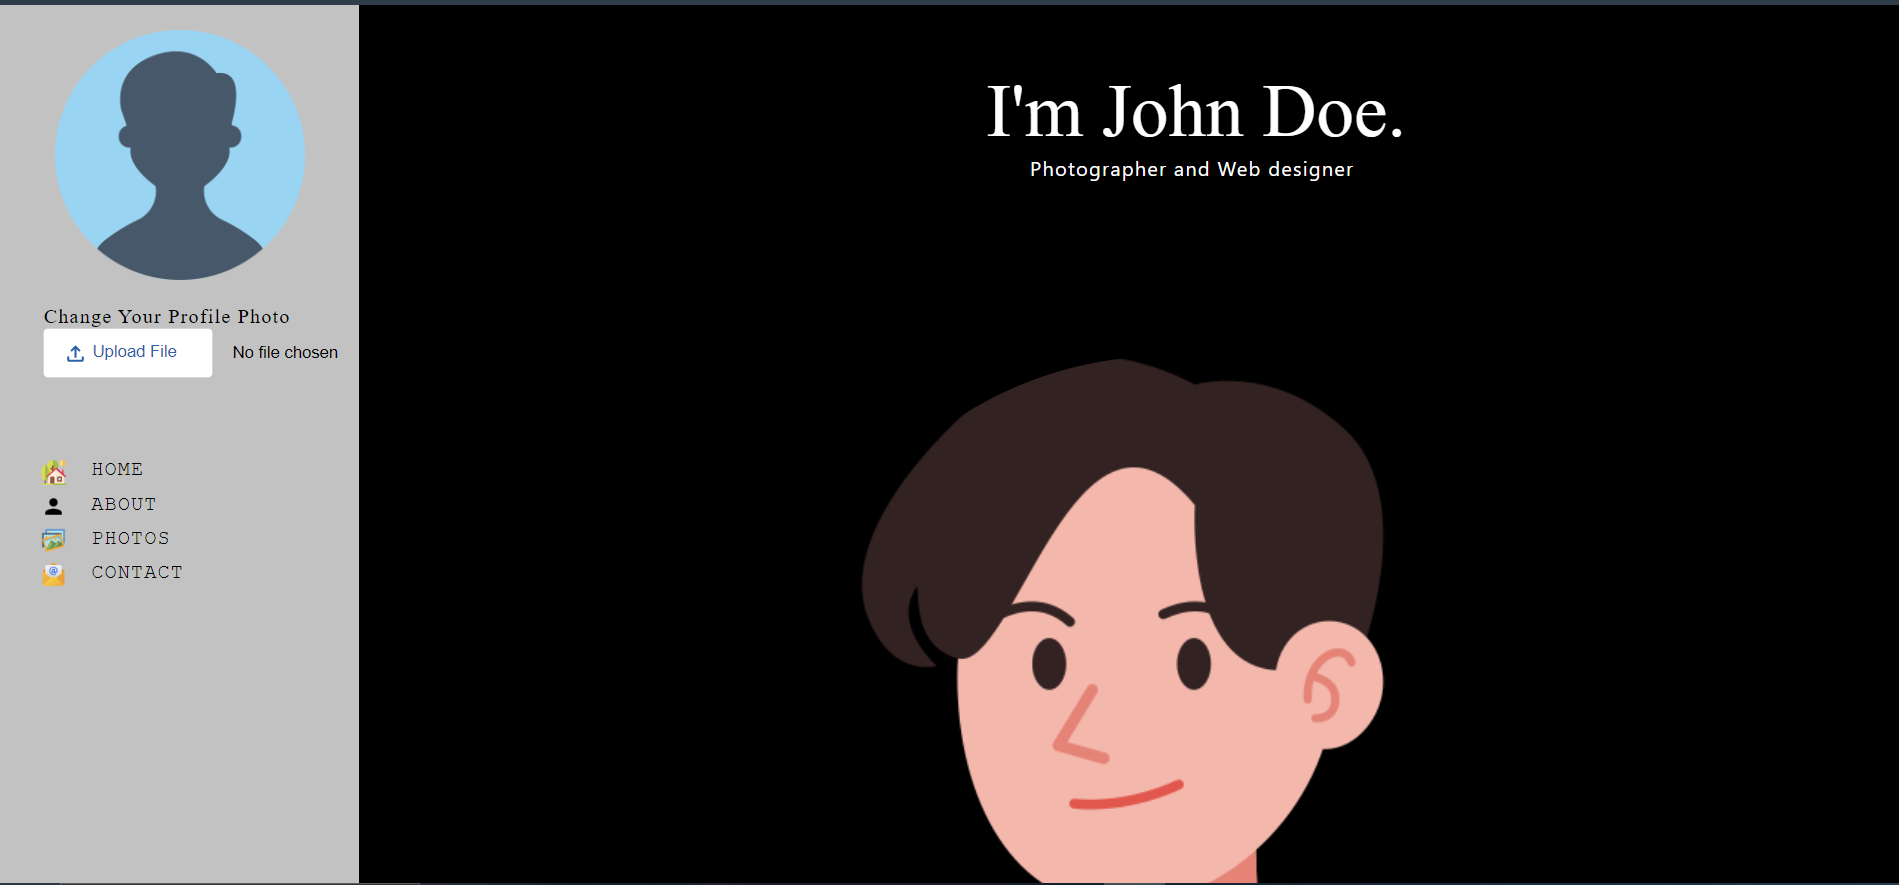 Change Your Profile Photo
Upload File No file chosen
HOME
ABOUT
PHOTOS
CONTACT
I'm John Doe.
Photographer and Web designer